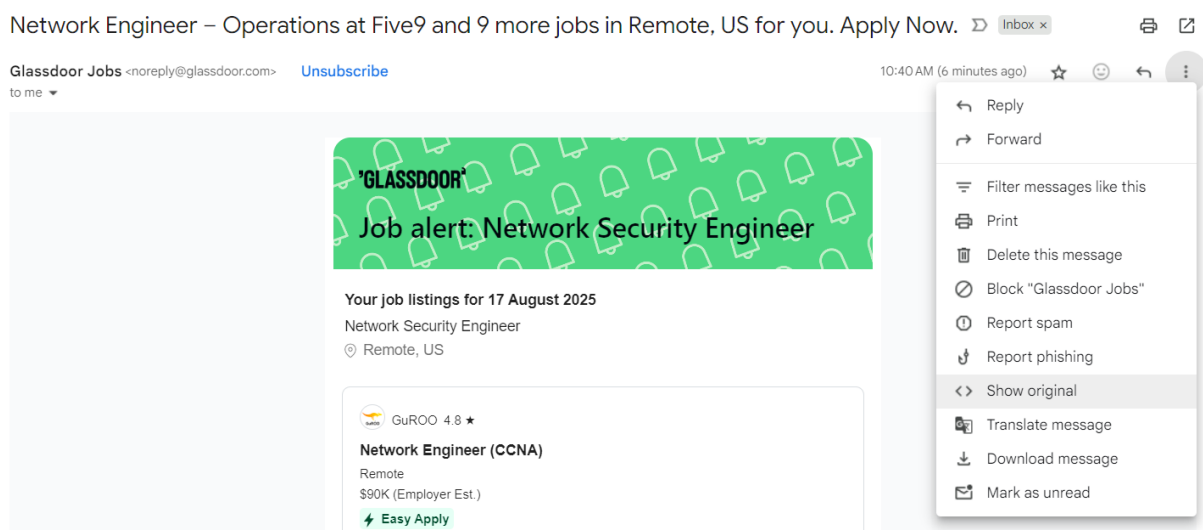 Network Engineer – Operations at Five9 and 9 more jobs in Remote, US for you. Apply Now.
Inbox ×
Glassdoor Jobs <noreply@glassdoor.com> Unsubscribe
10:40 AM (6 minutes ago)
to me
Reply
Forward
Filter messages like this
Print
Delete this message
Block "Glassdoor Jobs"
Report spam
Report phishing
Show original
Translate message
Download message
Mark as unread
"GLASSDOOR"
Job alert: Network Security Engineer
Your job listings for 17 August 2025
Network Security Engineer
Remote, US
GuROO 4.8 ★
Network Engineer (CCNA)
Remote
$90K (Employer Est.)
Easy Apply